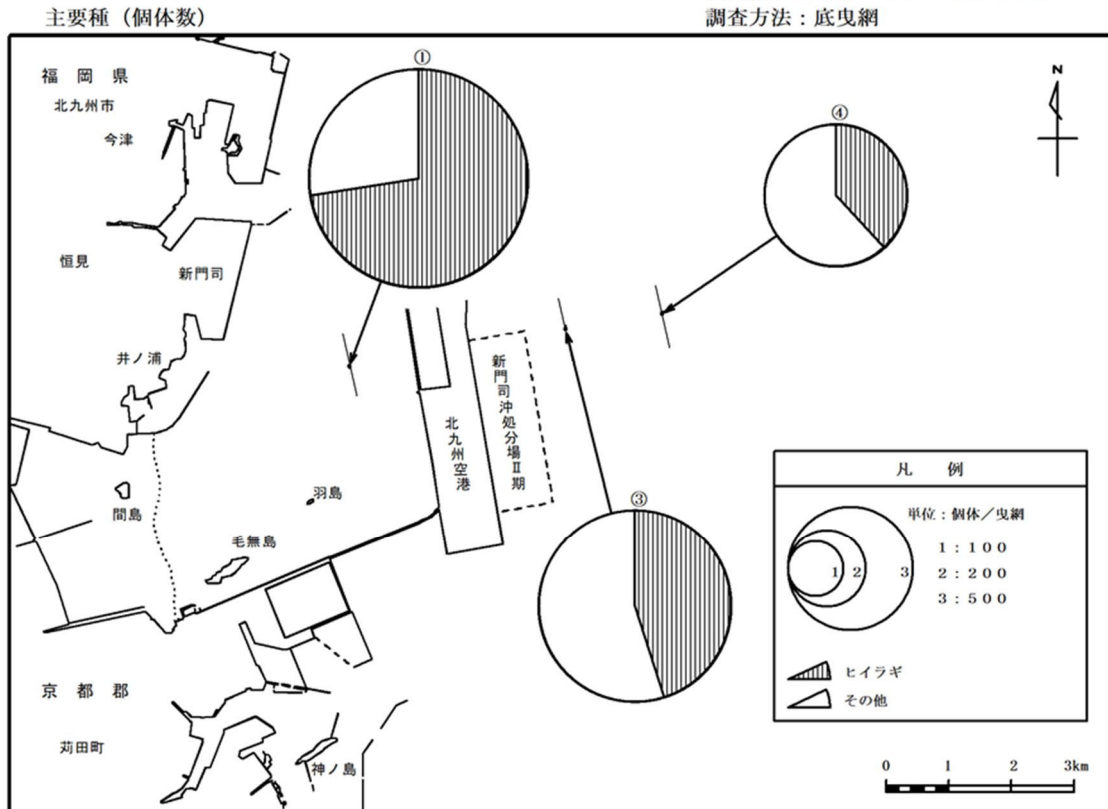 主要種（個体数）
調査方法：底曳網
福岡県
北九州市
今津
①
④
N
恒見
新門司
井ノ浦
新門司沖処分場Ⅱ期
北九州空港
間島
羽島
毛無島
③
京都郡
苅田町
神ノ島
凡例
単位：個体／曳網
1：100
2：200
3：500
1 2 3
ヒイラギ
その他
0 1 2 3km